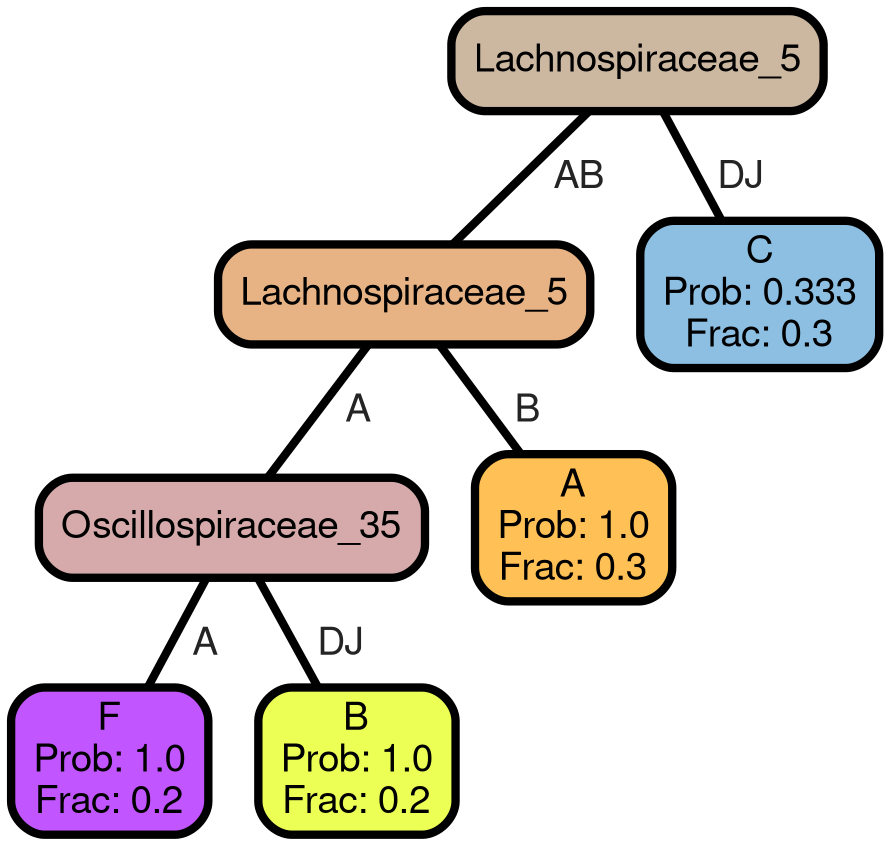 Lachnospiraceae_5
AB
DJ
Lachnospiraceae_5
C
Prob: 0.333
Frac: 0.3
A
B
Oscillospiraceae_35
A
Prob: 1.0
Frac: 0.3
A
DJ
F
Prob: 1.0
Frac: 0.2
B
Prob: 1.0
Frac: 0.2